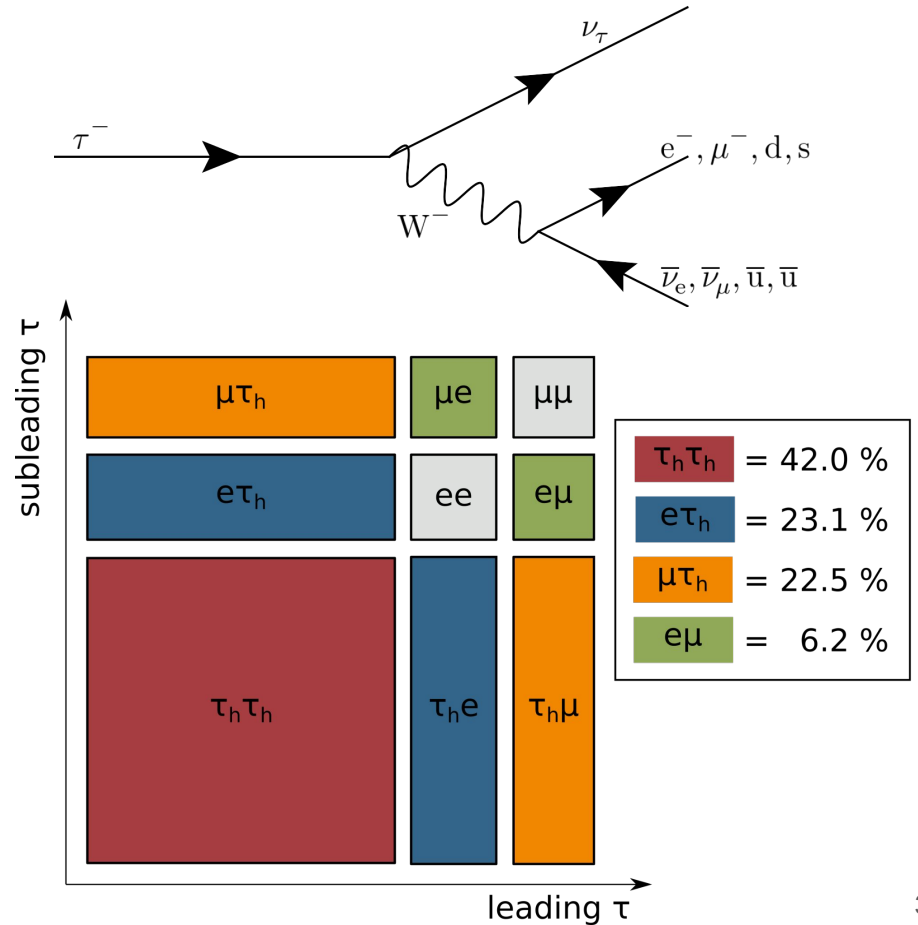 ν_τ
τ⁻
e⁻, μ⁻, d, s
W⁻
ν̅_e, ν̅_μ, u̅, u̅
subleading τ
μτ_h
μe
μμ
eτ_h
ee
eμ
τ_hτ_h
τ_he
τ_hμ
τ_hτ_h = 42.0 %
eτ_h = 23.1 %
μτ_h = 22.5 %
eμ = 6.2 %
leading τ